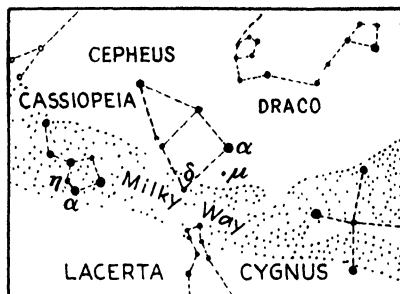 CEPHEUS
CASSIOPEIA
DRACO
α
δ
μ
η
α
Milky Way
LACERTA
CYGNUS